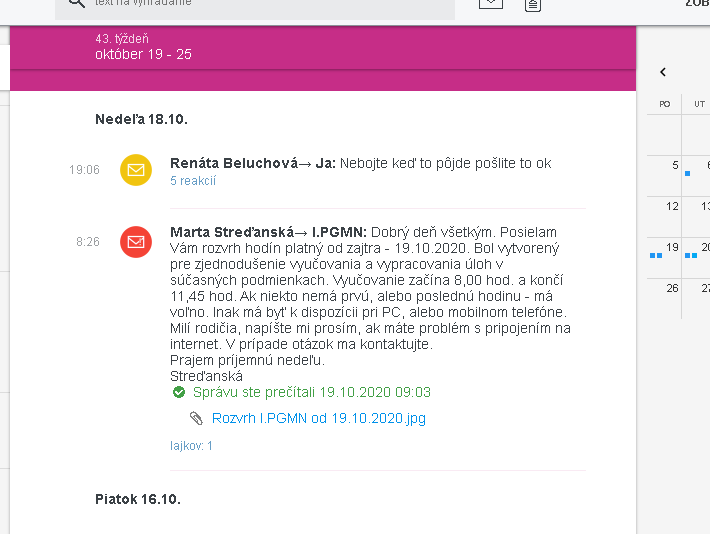 text na vyhľadanie
ZOB
43. týždeň
október 19 - 25
Nedeľa 18.10.
19:06
Renáta Beluchová→ Ja: Nebojte keď to pôjde pošlite to ok
5 reakcií
8:26
Marta Streďanská→ I.PGMN: Dobrý deň všetkým. Posielam
Vám rozvrh hodín platný od zajtra - 19.10.2020. Bol vytvorený
pre zjednodušenie vyučovania a vypracovania úloh v
súčasných podmienkach. Vyučovanie začína 8,00 hod. a končí
11,45 hod. Ak niekto nemá prvú, alebo poslednú hodinu - má
voľno. Inak má byť k dispozícii pri PC, alebo mobilnom telefóne.
Milí rodičia, napíšte mi prosím, ak máte problém s pripojením na
internet. V prípade otázok ma kontaktujte.
Prajem príjemnú nedeľu.
Streďanská
Správu ste prečítali 19.10.2020 09:03
Rozvrh I.PGMN od 19.10.2020.jpg
lajkov: 1
Piatok 16.10.
PO UT
5 6
12 13
19 20
26 27